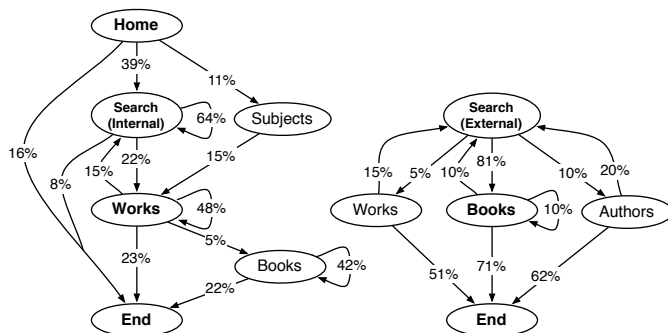 Home
39%
11%
Search
(Internal)
64%
Subjects
Search
(External)
16%
8%
15%
22%
15%
15%
5%
10%
81%
10%
20%
Works
48%
Works
Books
10%
Authors
5%
23%
Books
42%
51%
71%
62%
22%
End
End